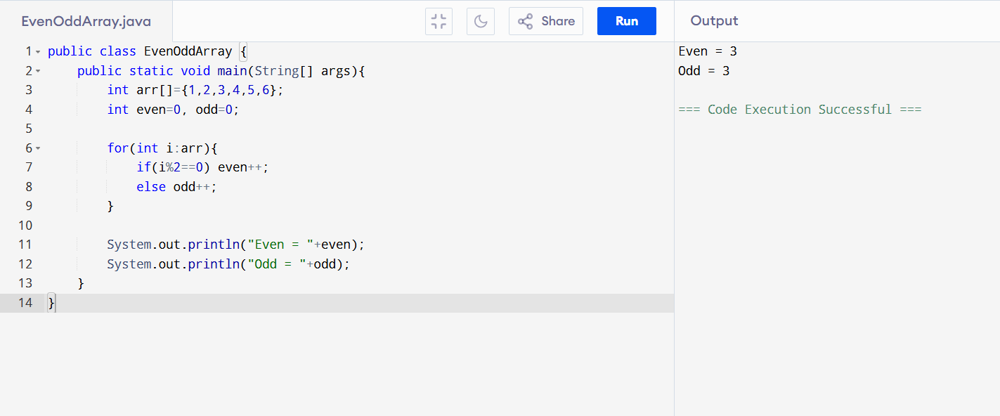 EvenOddArray.java
Share
Run
Output
1 public class EvenOddArray {
2     public static void main(String[] args){
3         int arr[]={1,2,3,4,5,6};
4         int even=0, odd=0;
5
6         for(int i:arr){
7             if(i%2==0) even++;
8             else odd++;
9         }
10
11         System.out.println("Even = "+even);
12         System.out.println("Odd = "+odd);
13     }
14 }
Even = 3
Odd = 3
=== Code Execution Successful ===